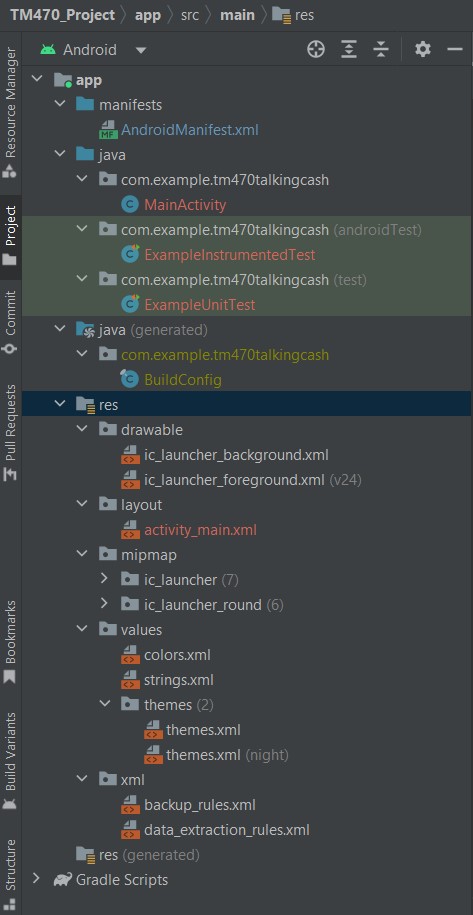 TM470_Project > app > src > main > res
Android
app
manifests
MF AndroidManifest.xml
java
com.example.tm470talkingcash
C MainActivity
com.example.tm470talkingcash (androidTest)
C ExampleInstrumentedTest
com.example.tm470talkingcash (test)
C ExampleUnitTest
java (generated)
com.example.tm470talkingcash
C BuildConfig
res
drawable
ic_launcher_background.xml
ic_launcher_foreground.xml (v24)
layout
activity_main.xml
mipmap
ic_launcher (7)
ic_launcher_round (6)
values
colors.xml
strings.xml
themes (2)
themes.xml
themes.xml (night)
xml
backup_rules.xml
data_extraction_rules.xml
res (generated)
Gradle Scripts
Resource Manager
Project
Commit
Pull Requests
Bookmarks
Build Variants
Structure